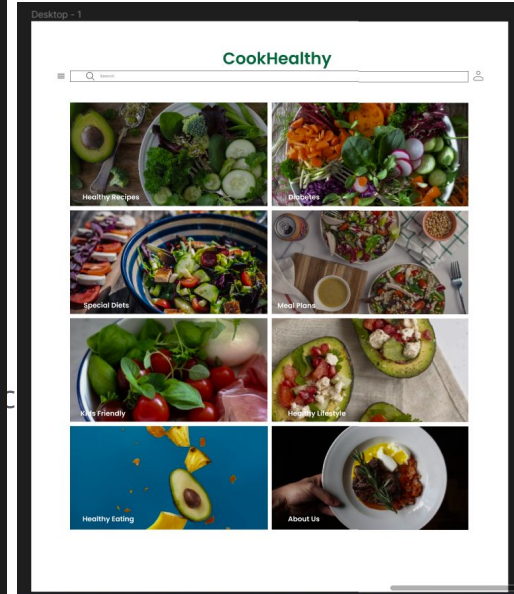 Desktop - 1
CookHealthy
Search
Healthy Recipes
Diabetes
Special Diets
Meal Plans
Kids Friendly
Healthy Lifestyle
Healthy Eating
About Us